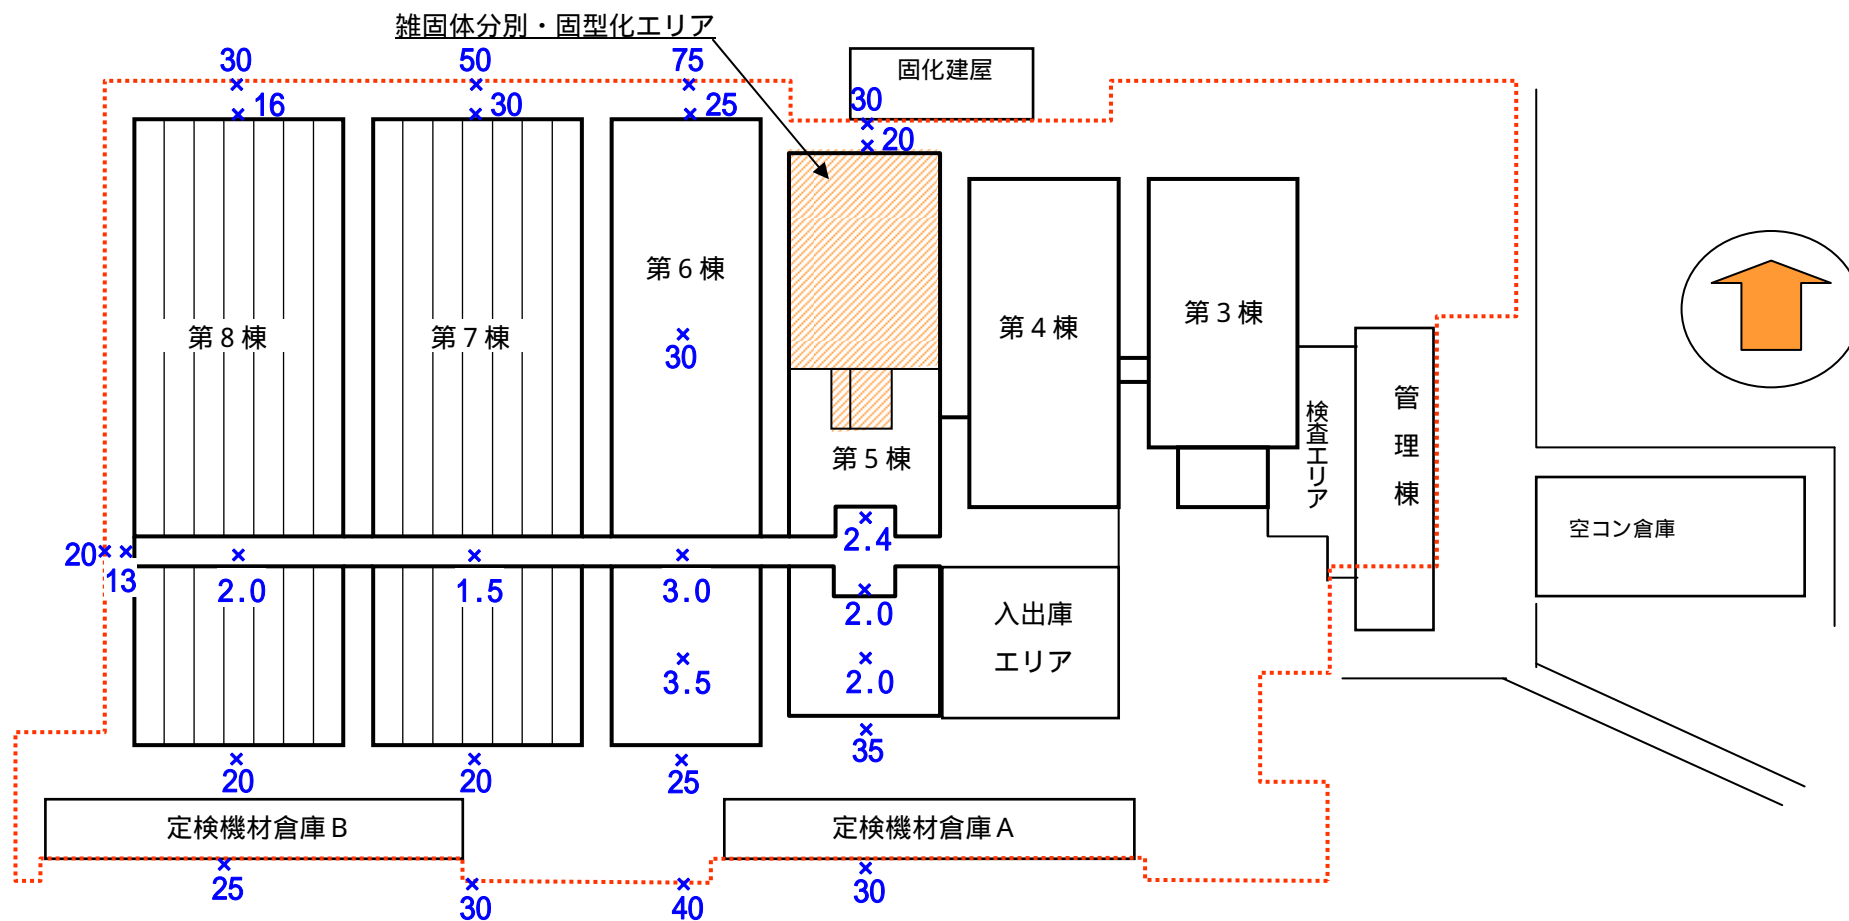 雑固体分別・固型化エリア
30
50
75
固化建屋
16
30
25
30
20
第6棟
第8棟
第7棟
30
第4棟
第3棟
管理棟
検査エリア
第5棟
空コン倉庫
20
13
2.0
1.5
3.0
2.4
2.0
入出庫
エリア
3.5
2.0
20
20
25
35
定検機材倉庫B
定検機材倉庫A
25
30
40
30